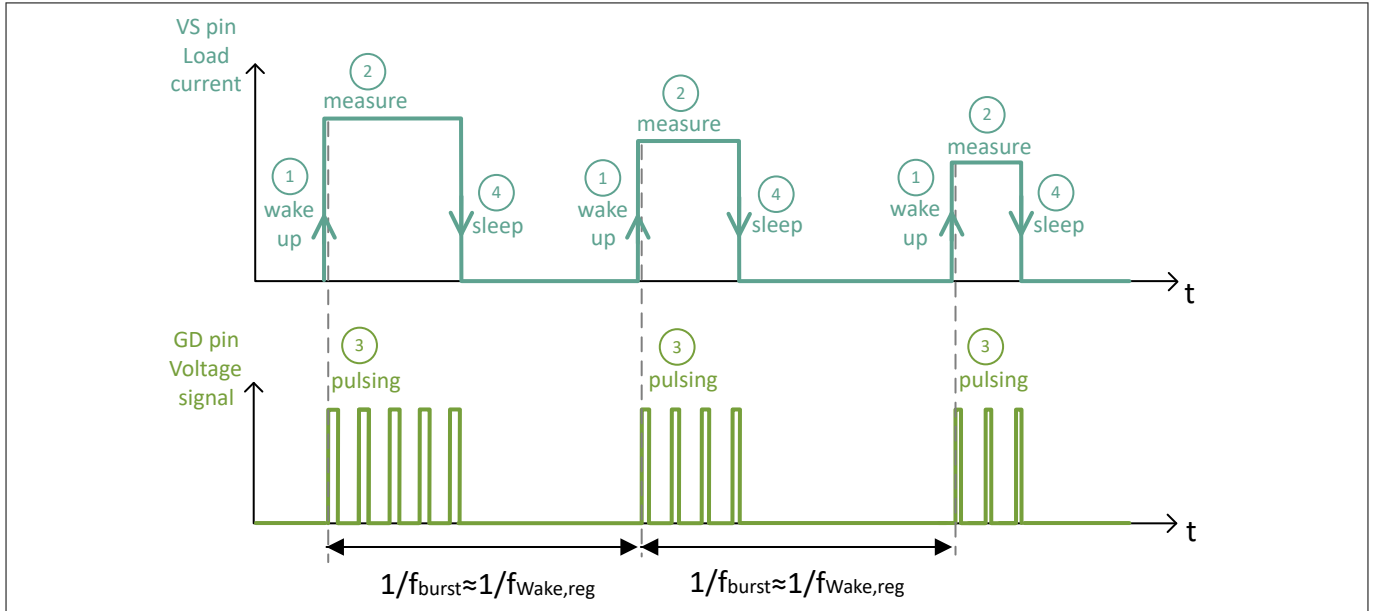 VS pin
Load
current
2
measure
2
measure
2
measure
1
wake
up
4
sleep
1
wake
up
4
sleep
1
wake
up
4
sleep
t
GD pin
Voltage
signal
3
pulsing
3
pulsing
3
pulsing
t
1/fburst≈1/fWake,reg
1/fburst≈1/fWake,reg